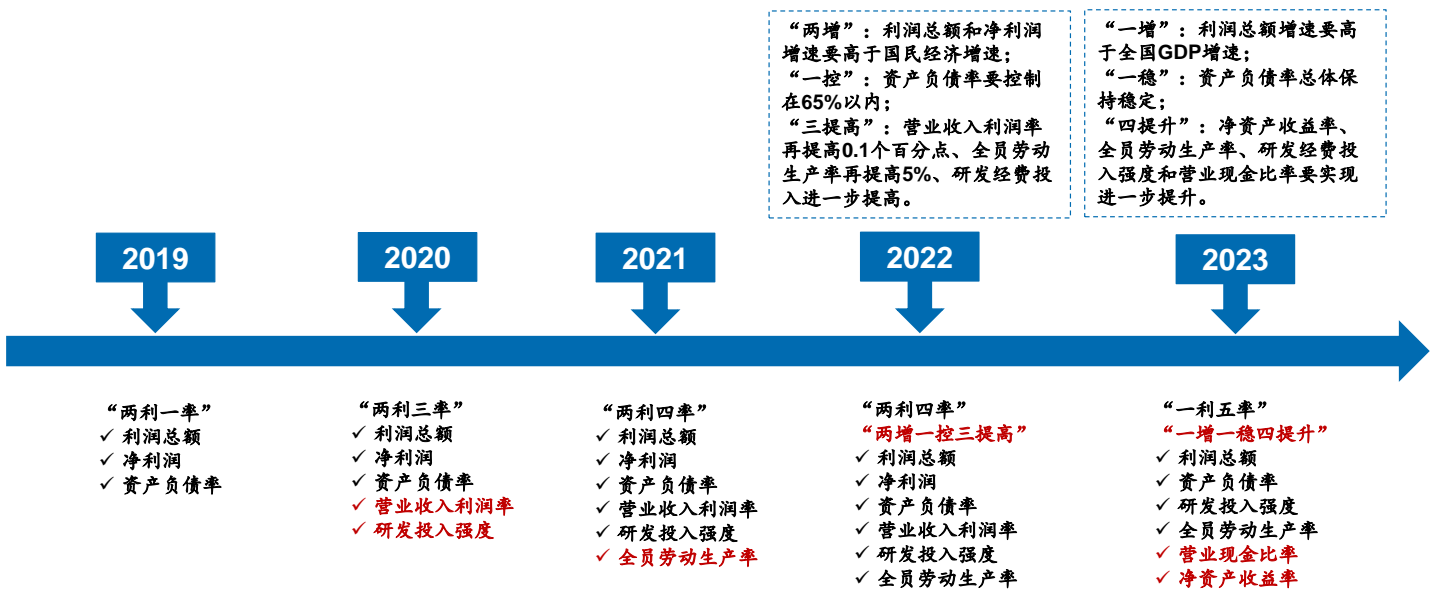 “两增”：利润总额和净利润
增速要高于国民经济增速；
“一控”：资产负债率要控制
在65%以内；
“三提高”：营业收入利润率
再提高0.1个百分点、全员劳动
生产率再提高5%、研发经费投
入进一步提高。
“一增”：利润总额增速要高
于全国GDP增速；
“一稳”：资产负债率总体保
持稳定；
“四提升”：净资产收益率、
全员劳动生产率、研发经费投
入强度和营业现金比率要实现
进一步提升。
2019
2020
2021
2022
2023
“两利一率”
✓ 利润总额
✓ 净利润
✓ 资产负债率
“两利三率”
✓ 利润总额
✓ 净利润
✓ 资产负债率
✓ 营业收入利润率
✓ 研发投入强度
“两利四率”
✓ 利润总额
✓ 净利润
✓ 资产负债率
✓ 营业收入利润率
✓ 研发投入强度
✓ 全员劳动生产率
“两利四率”
“两增一控三提高”
✓ 利润总额
✓ 净利润
✓ 资产负债率
✓ 营业收入利润率
✓ 研发投入强度
✓ 全员劳动生产率
“一利五率”
“一增一稳四提升”
✓ 利润总额
✓ 资产负债率
✓ 研发投入强度
✓ 全员劳动生产率
✓ 营业现金比率
✓ 净资产收益率